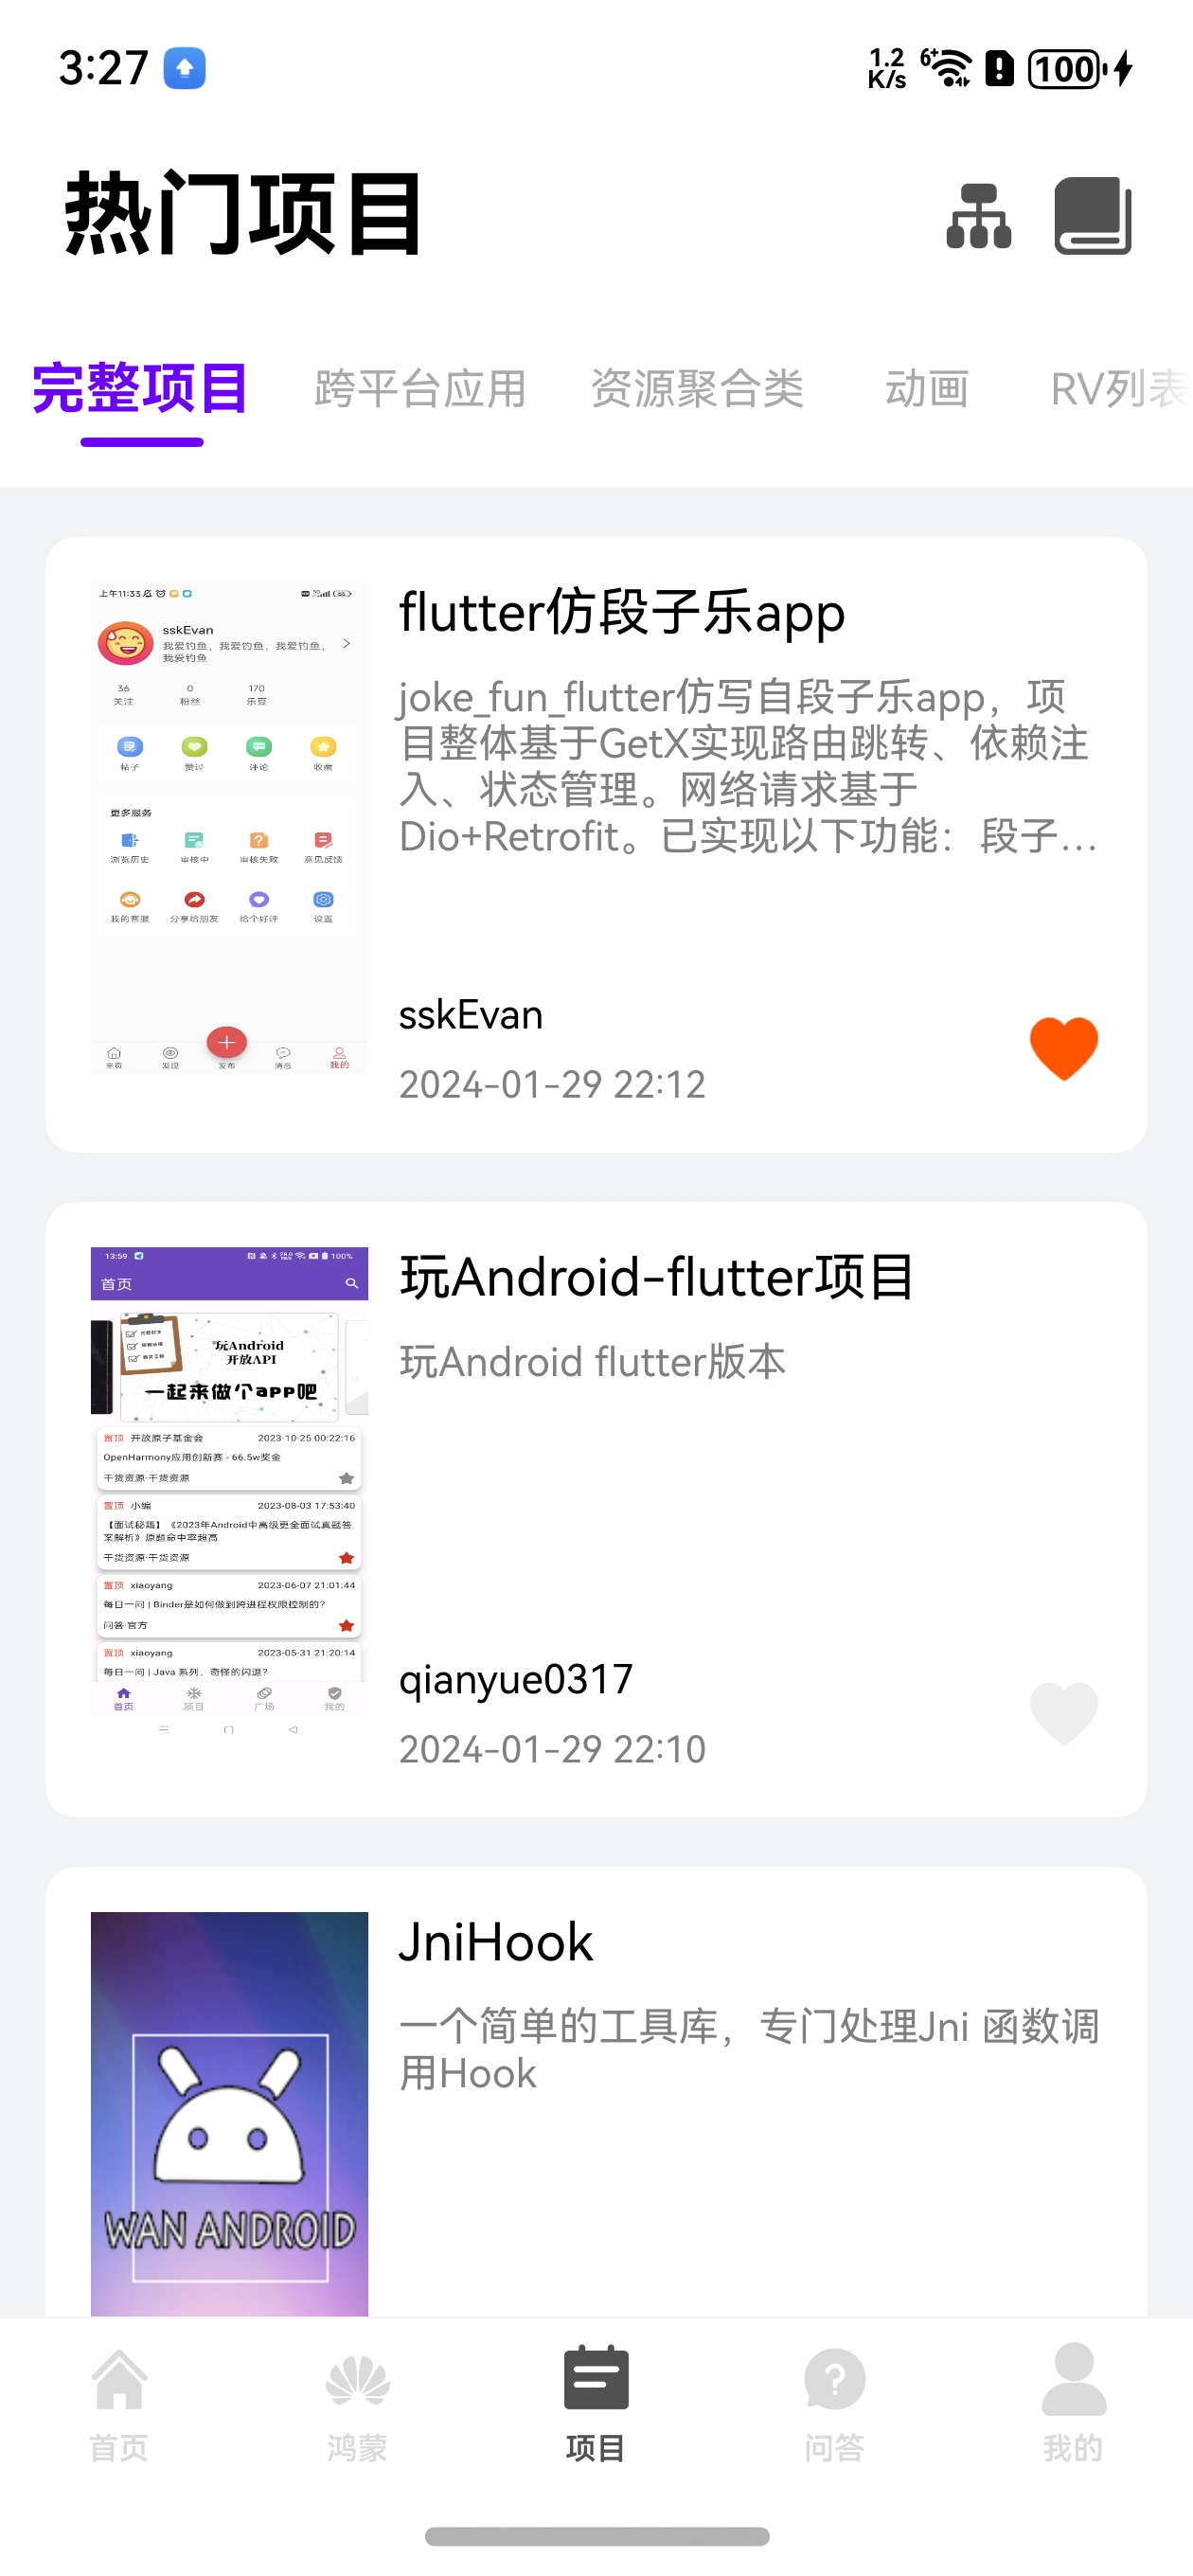 3:27
1.2
K/s
6+
100
热门项目
完整项目
跨平台应用
资源聚合类
动画
RV列表
上午11:33
sskEvan
我爱钓鱼，我爱钓鱼，我爱钓鱼，
我爱钓鱼
36
0
170
关注
粉丝
乐豆
帖子
赞过
评论
收藏
更多服务
浏览历史
审核中
审核失败
意见反馈
我的客服
分享给朋友
给个好评
设置
发现
发布
消息
我的
flutter仿段子乐app
joke_fun_flutter仿写自段子乐app，项
目整体基于GetX实现路由跳转、依赖注
入、状态管理。网络请求基于
Dio+Retrofit。已实现以下功能：段子…
sskEvan
2024-01-29 22:12
13:59
100%
首页
玩Android
开放API
一起来做个app吧
置顶 开放原子基金会
2023-10-25 00:22:16
OpenHarmony应用创新赛 - 66.5w奖金
干货资源·干货资源
置顶 小编
2023-08-03 17:53:40
【面试秘籍】《2023年Android中高级更全面试真题答
案解析》原题命中率超高
干货资源·干货资源
置顶 xiaoyang
2023-06-07 21:01:44
每日一问 | Binder是如何做到跨进程权限控制的?
问答·官方
置顶 xiaoyang
2023-05-31 21:20:14
每日一问 | Java 系列，奇怪的闪退?
首页
项目
广场
我的
玩Android-flutter项目
玩Android flutter版本
qianyue0317
2024-01-29 22:10
WAN ANDROID
JniHook
一个简单的工具库，专门处理Jni 函数调
用Hook
首页
鸿蒙
项目
问答
我的